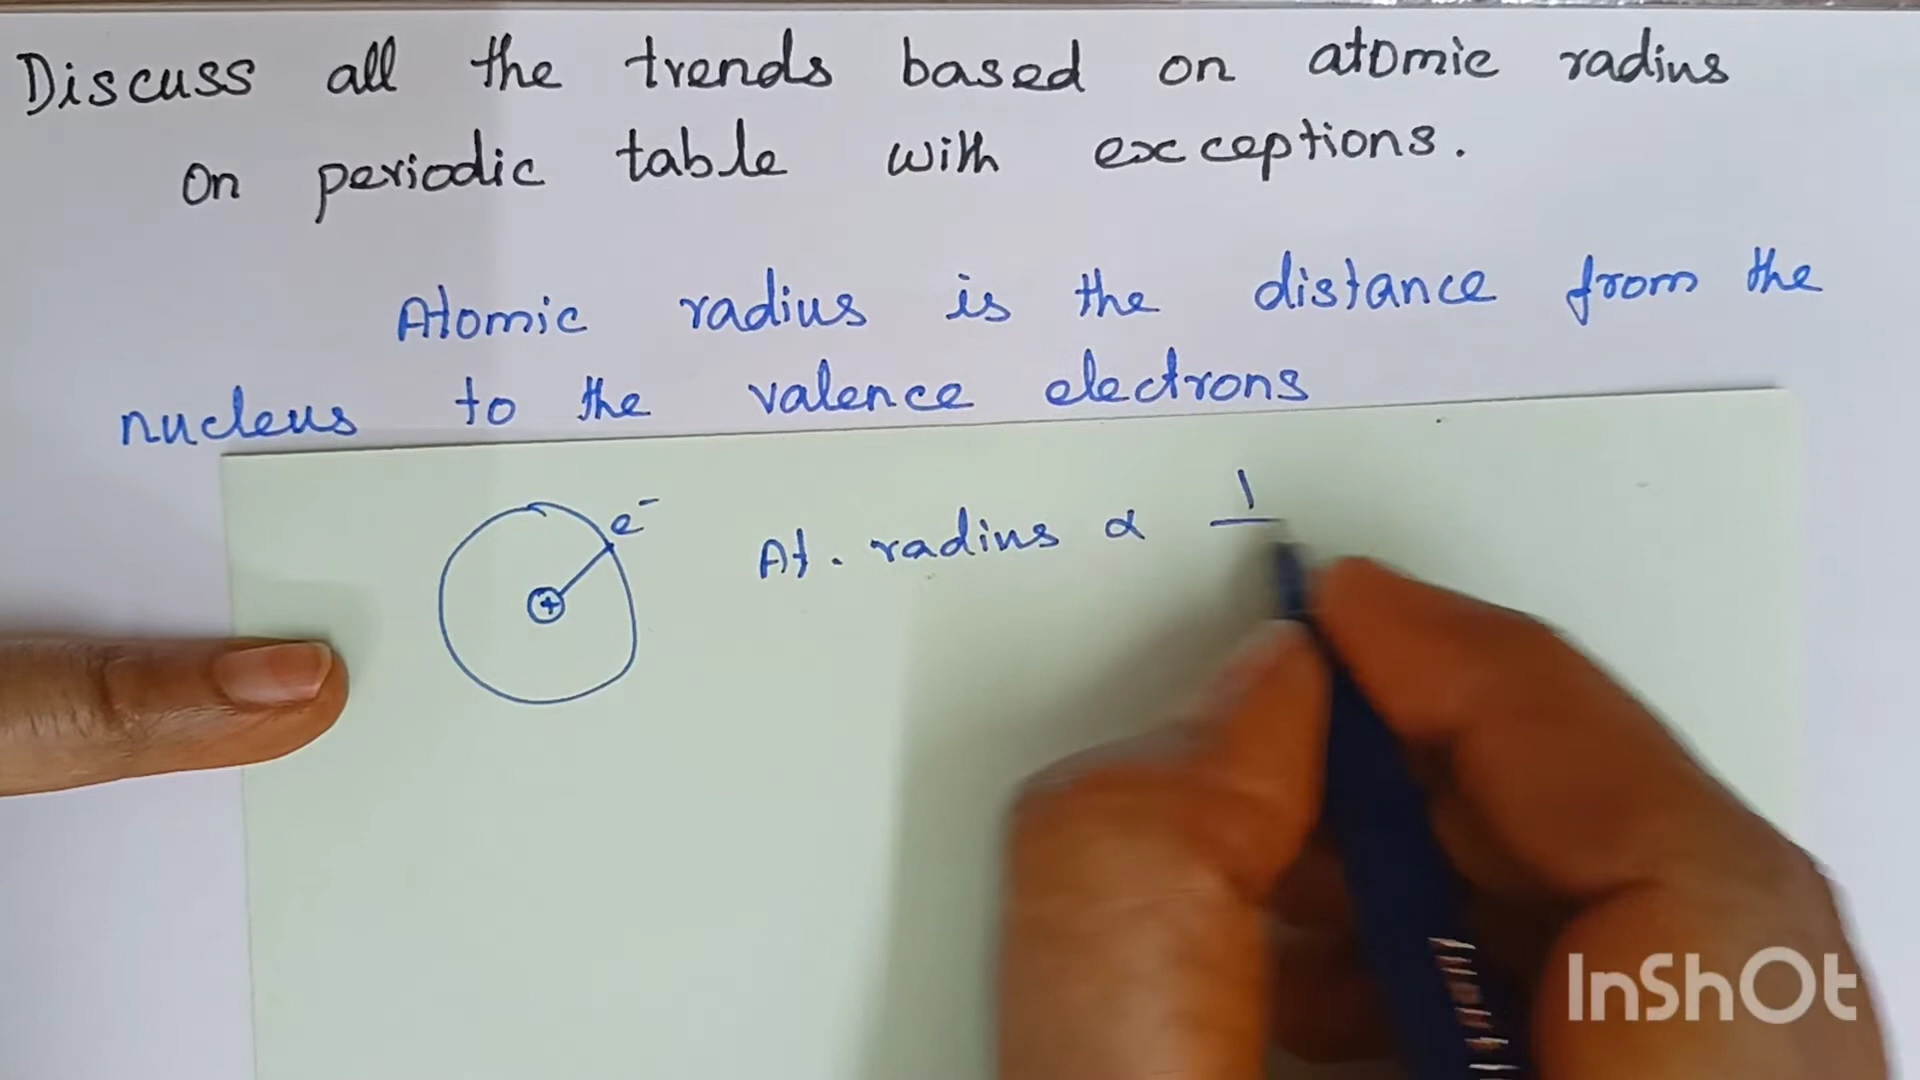 Discuss all the trends based on atomic radius
on periodic table with exceptions.
Atomic radius is the distance from the
nucleus to the valence electrons
e⁻
+
At. radius α 1/
InShOt